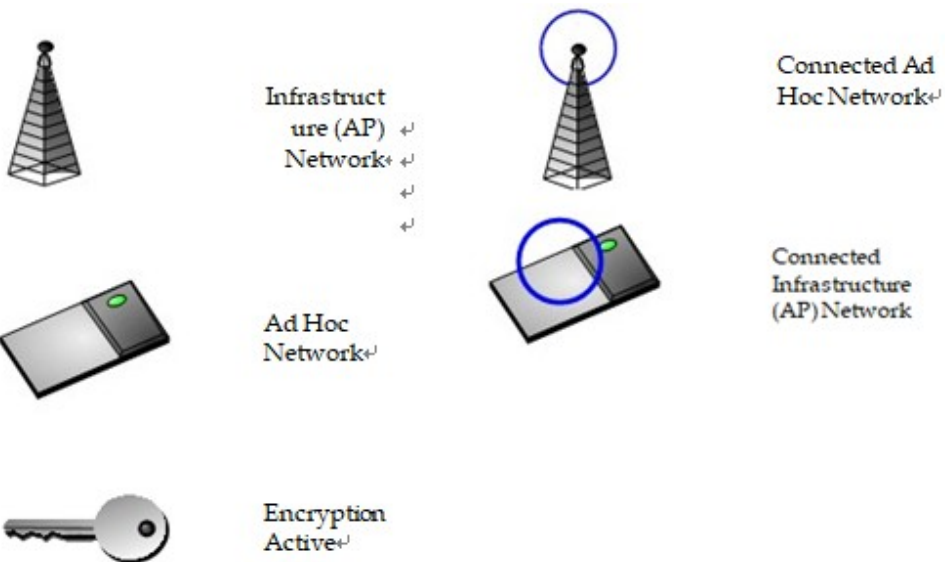 Infrastruct
ure (AP)
Network
Connected Ad
Hoc Network
Ad Hoc
Network
Connected
Infrastructure
(AP) Network
Encryption
Active